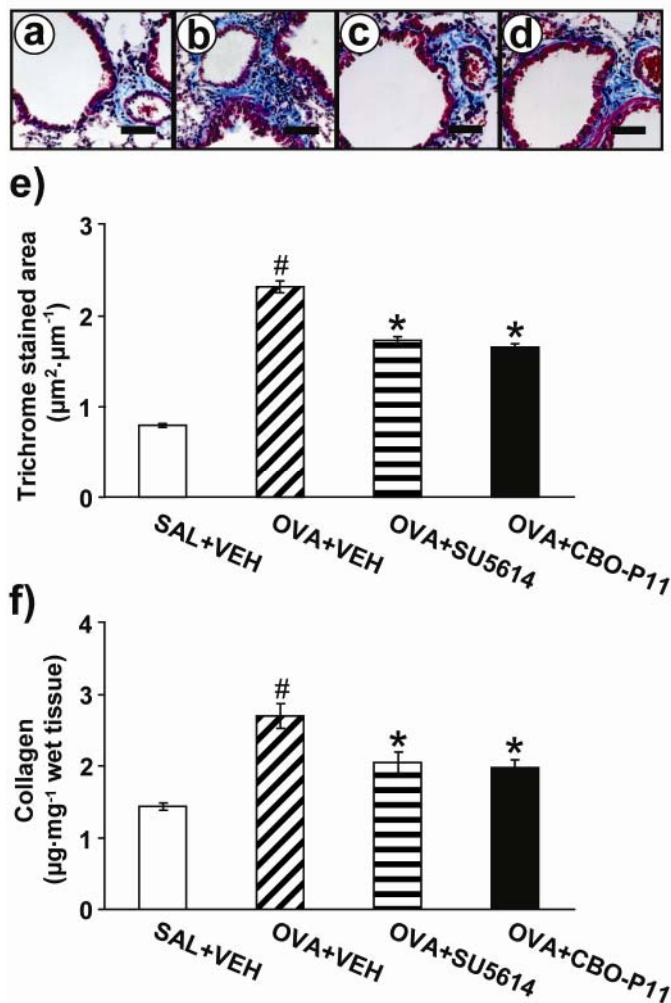 a b c d
e)
3
2
1
0
Trichrome stained area
(µm²·µm⁻¹)
#
*
*
SAL+VEH
OVA+VEH
OVA+SU5614
OVA+CBO-P11
f)
4
3
2
1
0
Collagen
(µg·mg⁻¹ wet tissue)
#
*
*
SAL+VEH
OVA+VEH
OVA+SU5614
OVA+CBO-P11